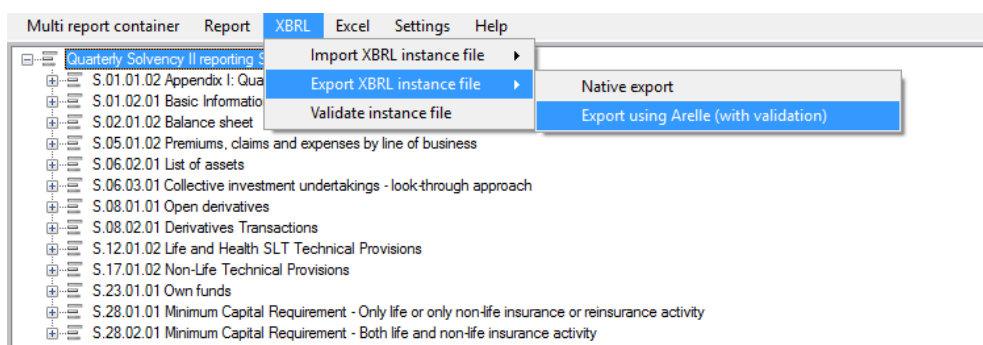 Multi report container Report XBRL Excel Settings Help
Quarterly Solvency II reporting S
Import XBRL instance file
S.01.01.02 Appendix I: Qua
Export XBRL instance file
Native export
S.01.02.01 Basic Informatio
Validate instance file
Export using Arelle (with validation)
S.02.01.02 Balance sheet
S.05.01.02 Premiums, claims and expenses by line of business
S.06.02.01 List of assets
S.06.03.01 Collective investment undertakings - look-through approach
S.08.01.01 Open derivatives
S.08.02.01 Derivatives Transactions
S.12.01.02 Life and Health SLT Technical Provisions
S.17.01.02 Non-Life Technical Provisions
S.23.01.01 Own funds
S.28.01.01 Minimum Capital Requirement - Only life or only non-life insurance or reinsurance activity
S.28.02.01 Minimum Capital Requirement - Both life and non-life insurance activity